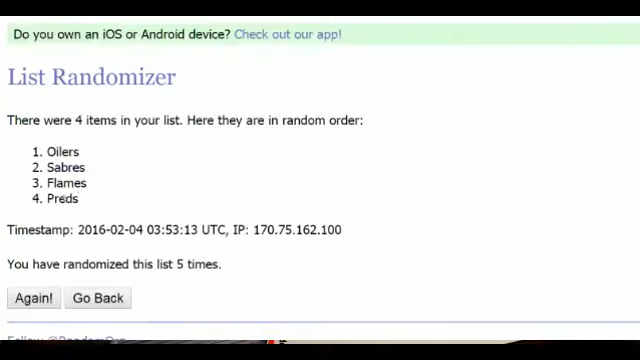 Do you own an iOS or Android device? Check out our app!
List Randomizer
There were 4 items in your list. Here they are in random order:
1. Oilers
2. Sabres
3. Flames
4. Preds
Timestamp: 2016-02-04 03:53:13 UTC, IP: 170.75.162.100
You have randomized this list 5 times.
Again! Go Back
Follow @RandomOrg